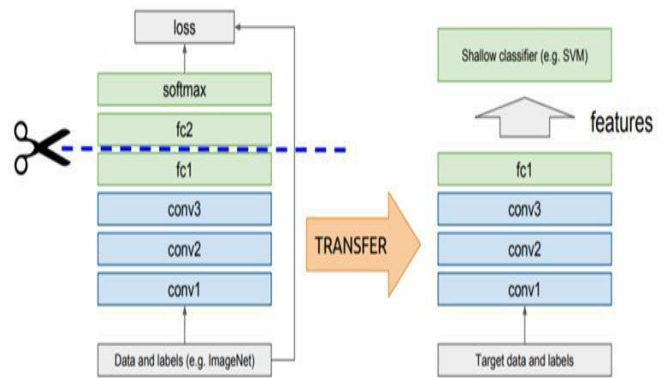 loss
softmax
fc2
fc1
conv3
conv2
conv1
Data and labels (e.g. ImageNet)
TRANSFER
Shallow classifier (e.g. SVM)
features
fc1
conv3
conv2
conv1
Target data and labels